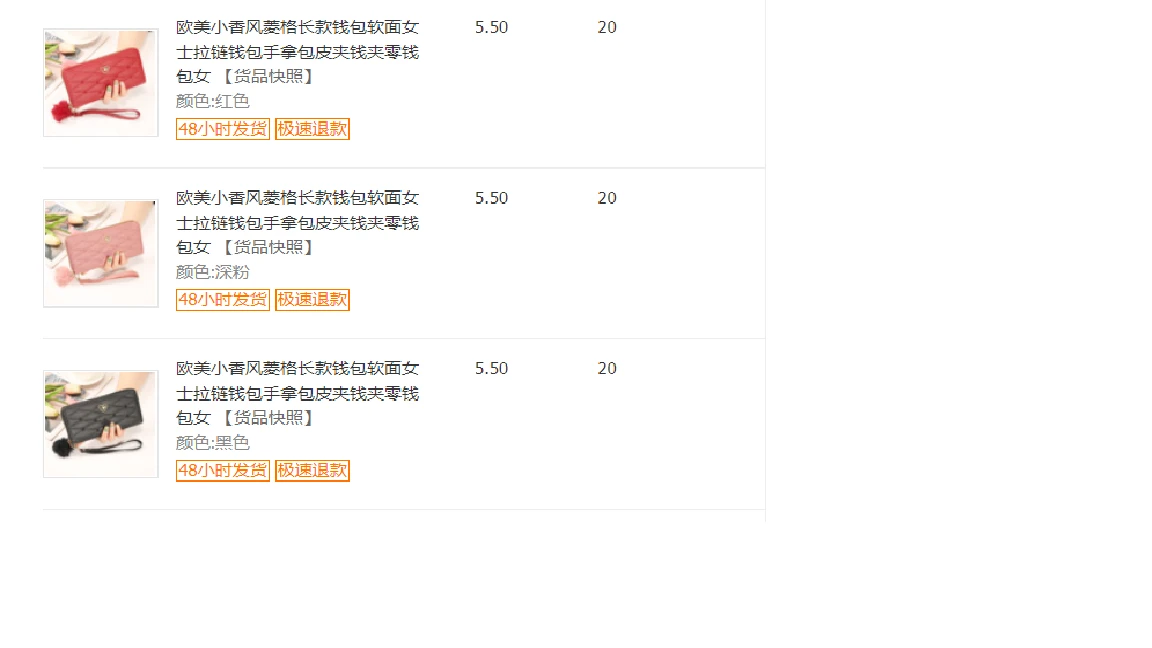 欧美小香风菱格长款钱包软面女 5.50 20
士拉链钱包手拿包皮夹钱夹零钱
包女 【货品快照】
颜色:红色
48小时发货 极速退款
欧美小香风菱格长款钱包软面女 5.50 20
士拉链钱包手拿包皮夹钱夹零钱
包女 【货品快照】
颜色:深粉
48小时发货 极速退款
欧美小香风菱格长款钱包软面女 5.50 20
士拉链钱包手拿包皮夹钱夹零钱
包女 【货品快照】
颜色:黑色
48小时发货 极速退款